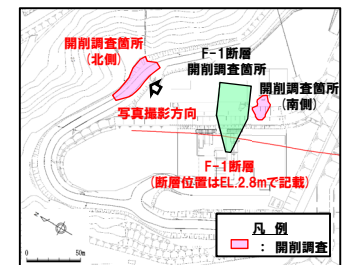 開削調査箇所
(北側)
F-1断層
開削調査箇所
開削調査箇所
(南側)
写真撮影方向
F-1断層
(断層位置はEL.2.8mで記載)
N
凡 例
: 開削調査
0 50m